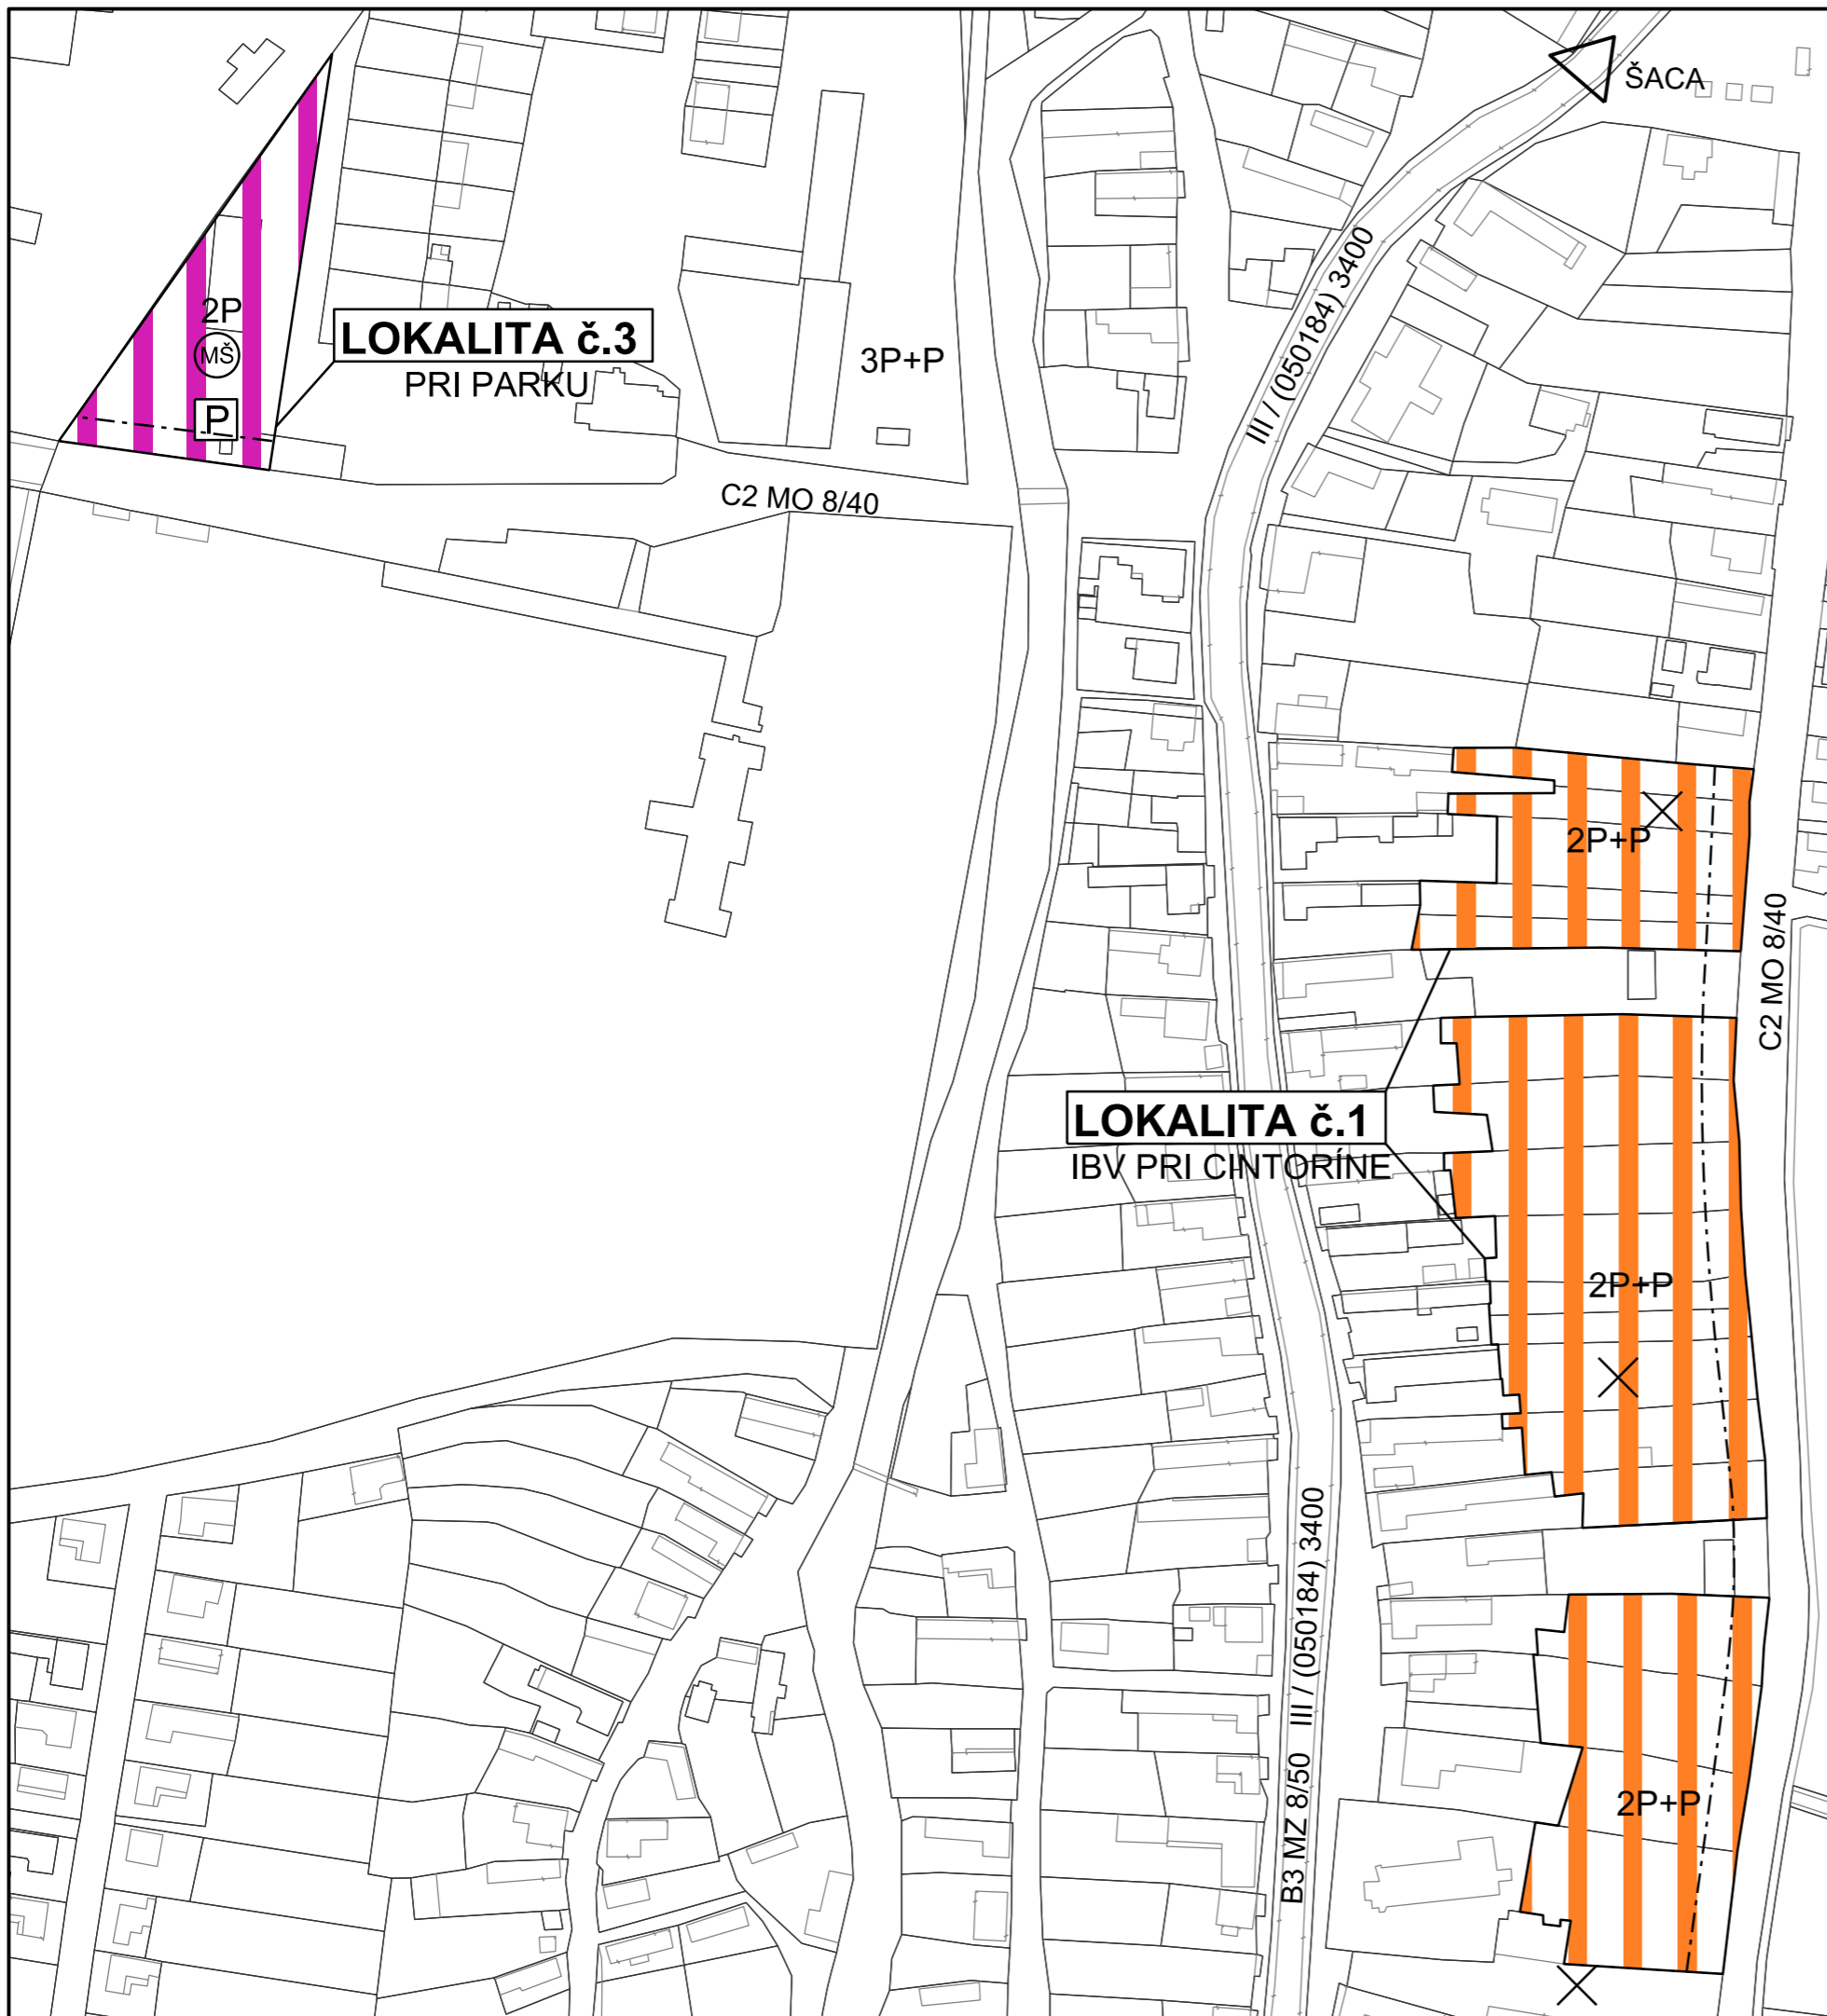 ŠACA
III / (050184) 3400
2P
MŠ
P
LOKALITA č.3
PRI PARKU
3P+P
C2 MO 8/40
2P+P
C2 MO 8/40
LOKALITA č.1
IBV PRI CINTORÍNE
2P+P
B3 MZ 8/50 III / (050184) 3400
2P+P